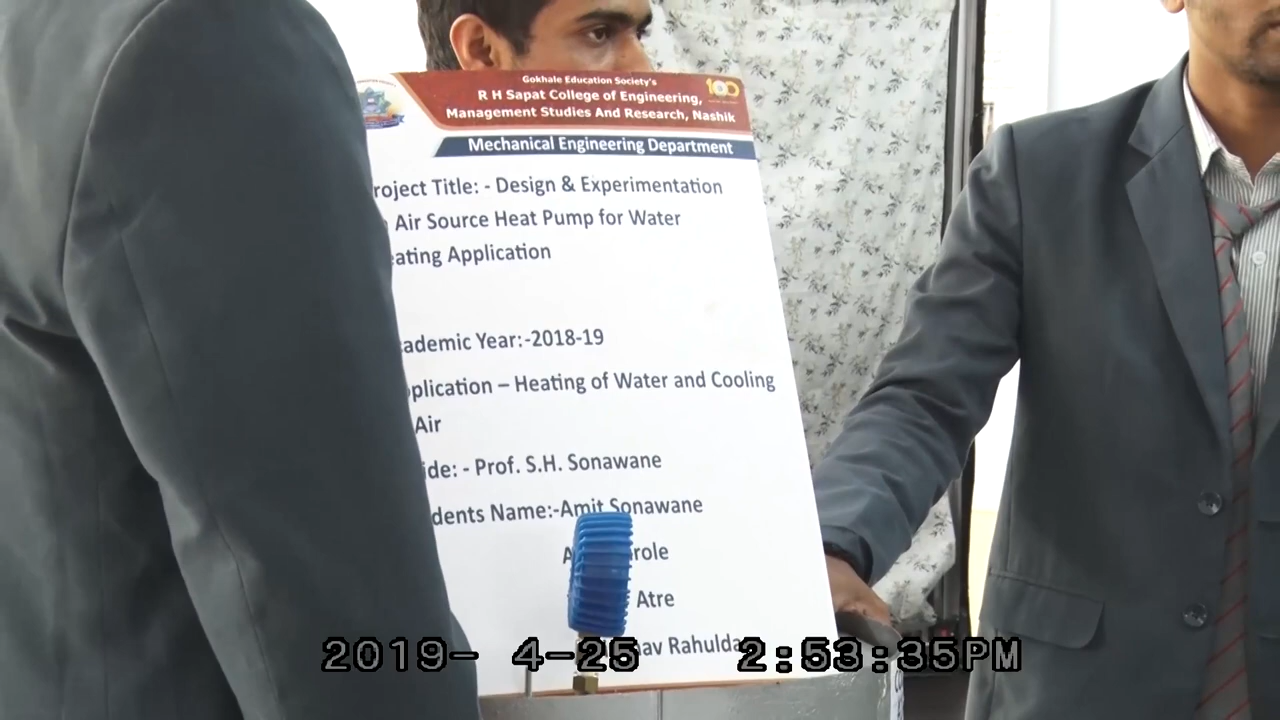 Gokhale Education Society's
R H Sapat College of Engineering,
Management Studies And Research, Nashik
100
Mechanical Engineering Department
roject Title: - Design & Experimentation
Air Source Heat Pump for Water
eating Application
ademic Year:-2018-19
plication – Heating of Water and Cooling
Air
ide: - Prof. S.H. Sonawane
dents Name:-Amit Sonawane
A role
Atre
av Rahulda
2019- 4-25 2:53:35PM